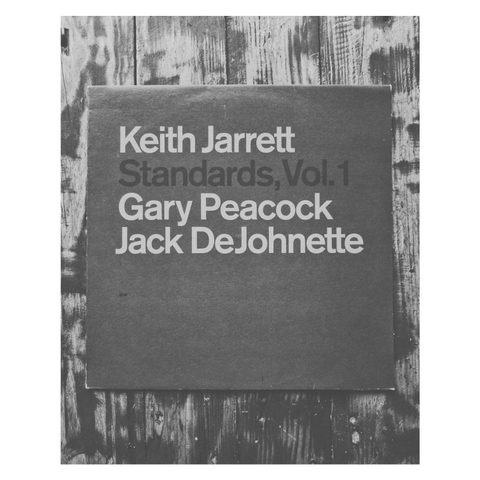 Keith Jarrett
Standards, Vol. 1
Gary Peacock
Jack DeJohnette